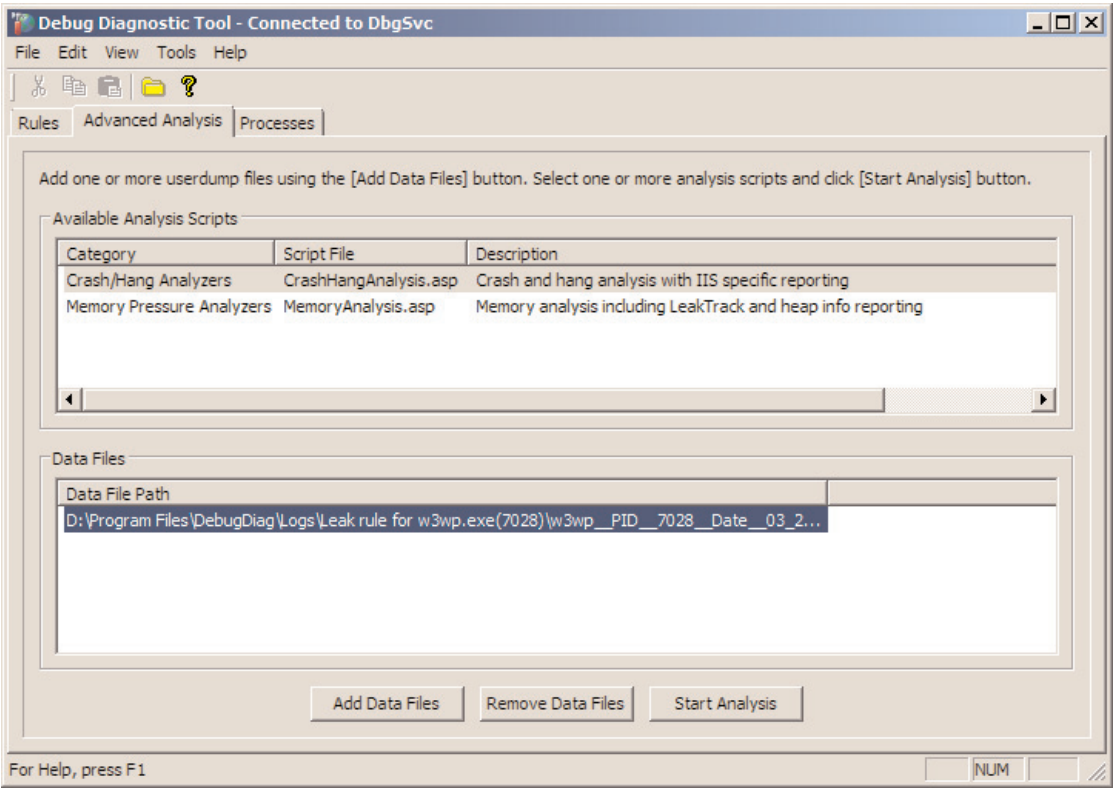 Debug Diagnostic Tool - Connected to DbgSvc
File Edit View Tools Help
Rules Advanced Analysis Processes
Add one or more userdump files using the [Add Data Files] button. Select one or more analysis scripts and click [Start Analysis] button.
Available Analysis Scripts
Category Script File Description
Crash/Hang Analyzers CrashHangAnalysis.asp Crash and hang analysis with IIS specific reporting
Memory Pressure Analyzers MemoryAnalysis.asp Memory analysis including LeakTrack and heap info reporting
Data Files
Data File Path
D:\Program Files\DebugDiag\Logs\Leak rule for w3wp.exe(7028)\w3wp__PID__7028__Date__03_2...
Add Data Files Remove Data Files Start Analysis
For Help, press F1 NUM